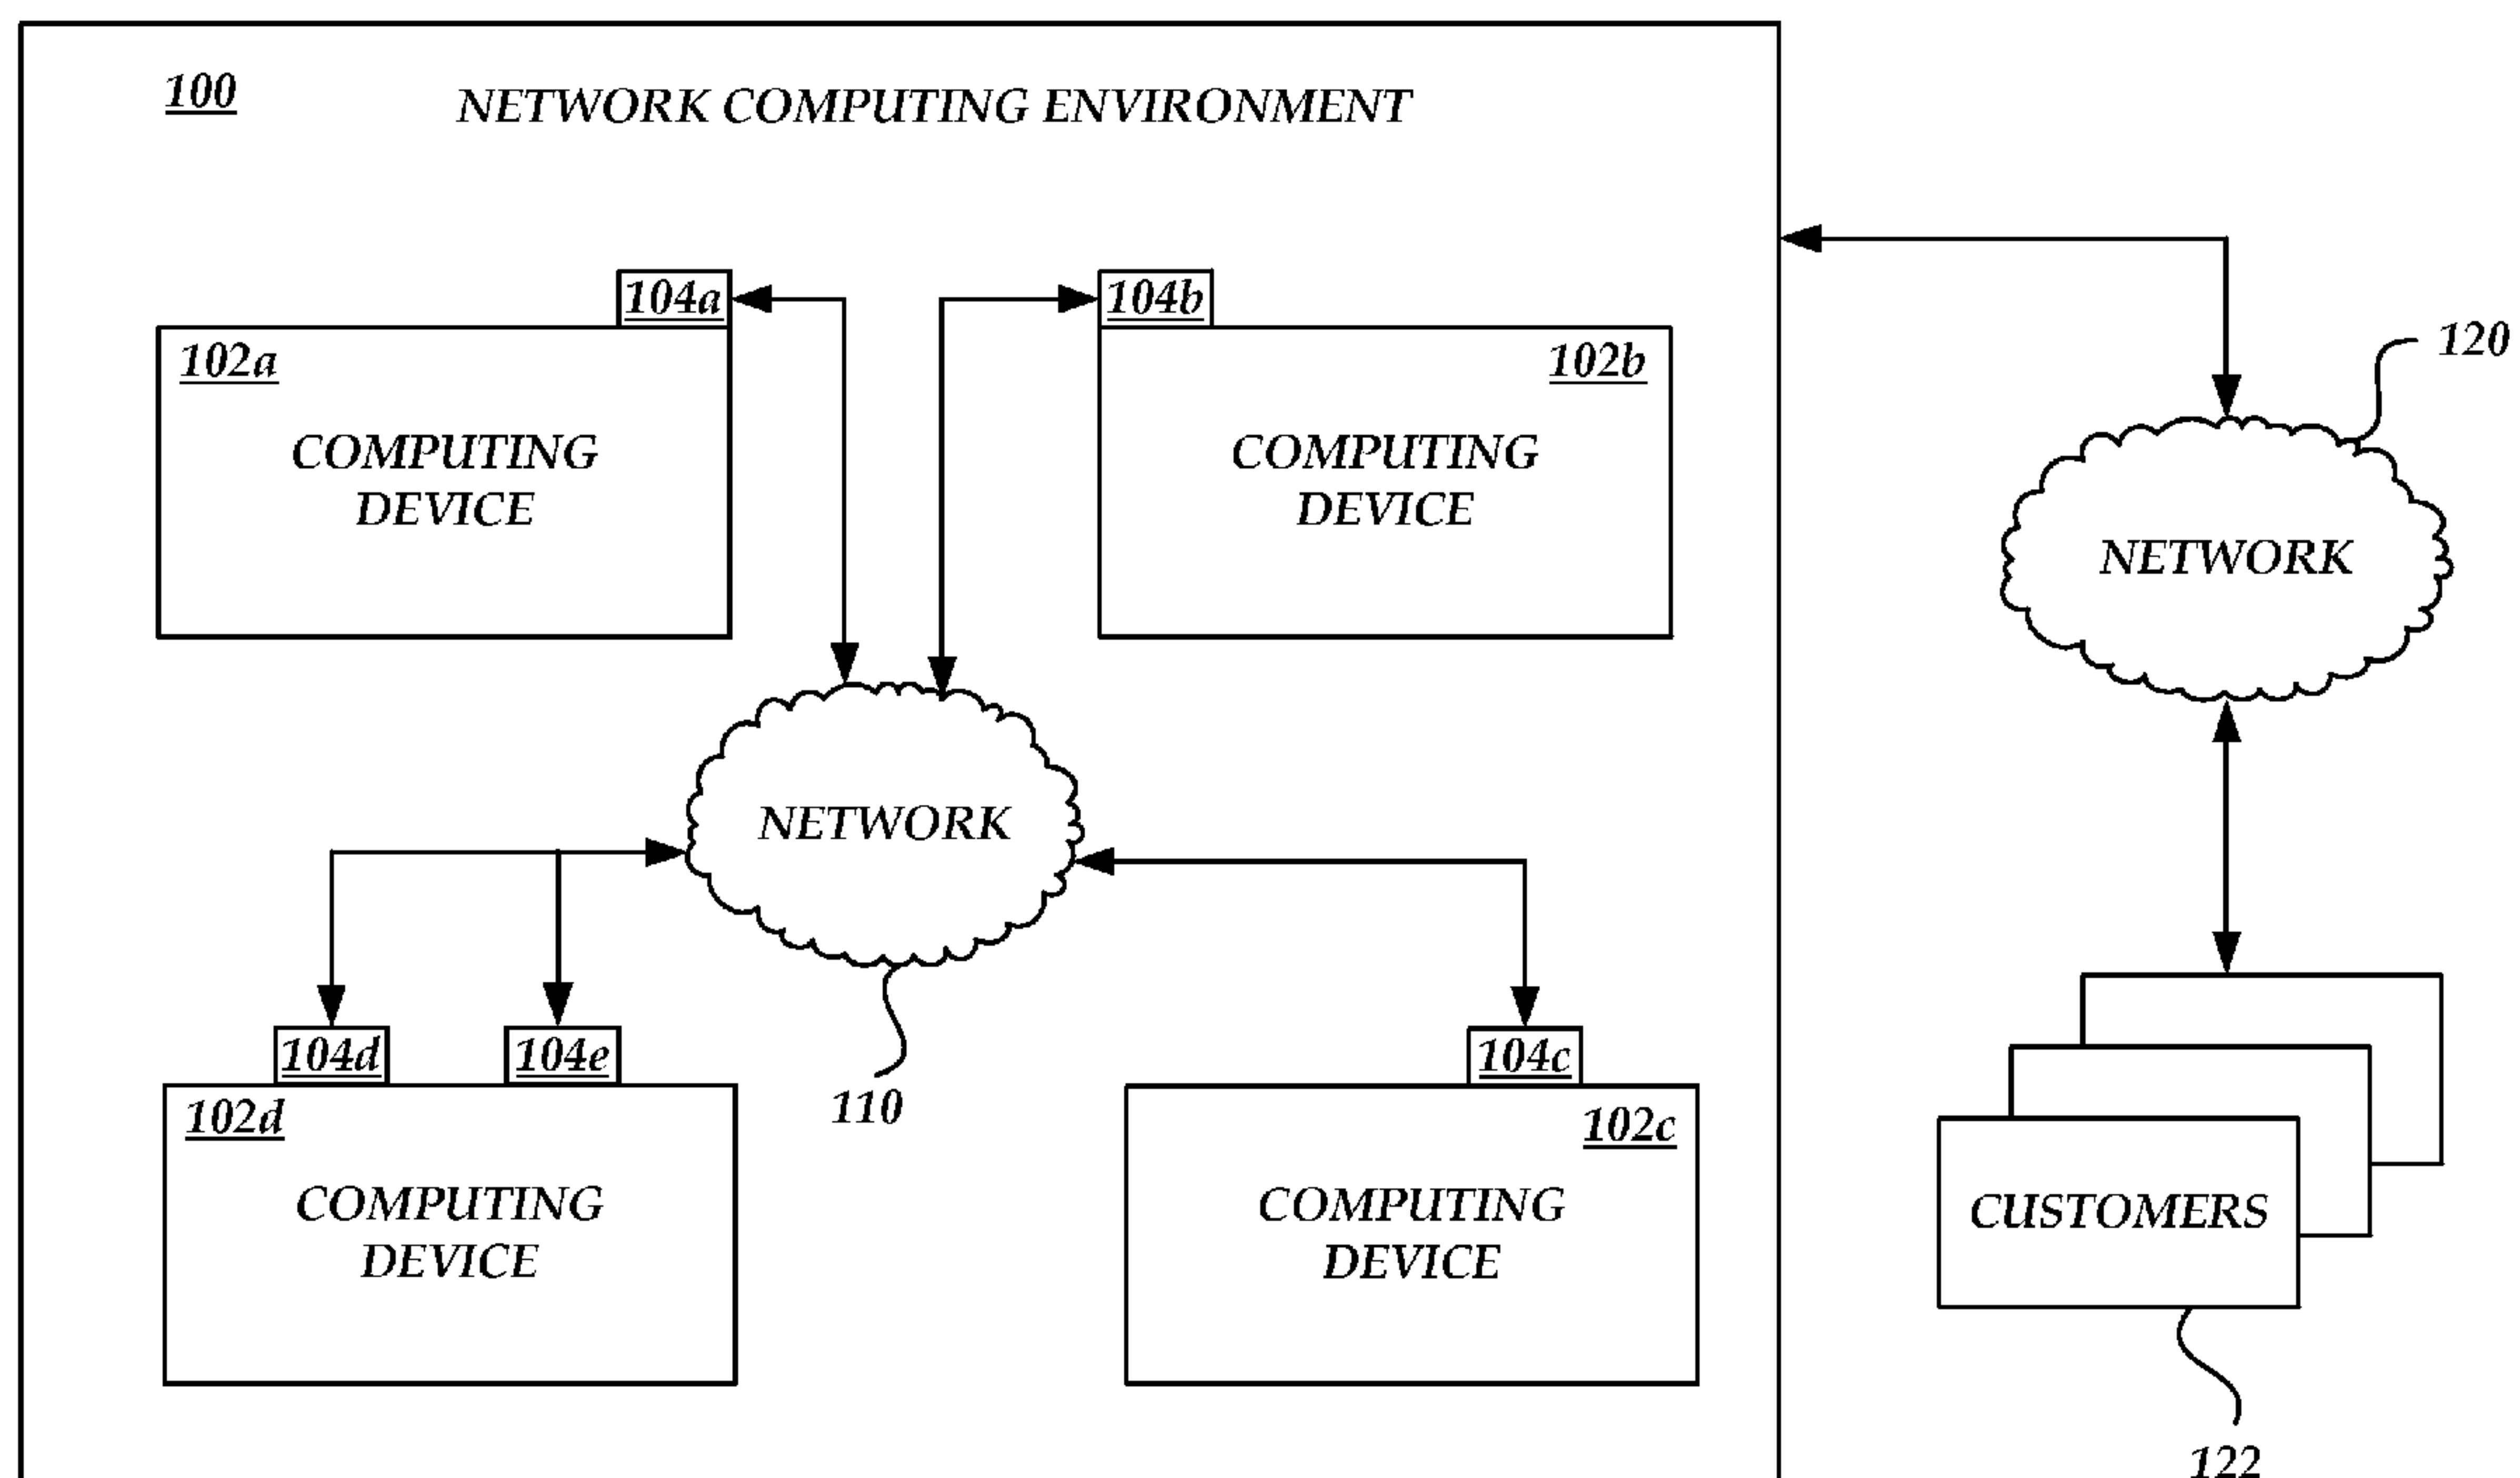 100
NETWORK COMPUTING ENVIRONMENT
104a
104b
102a
102b
COMPUTING
DEVICE
COMPUTING
DEVICE
120
NETWORK
NETWORK
104d
104e
104c
102d
110
102c
COMPUTING
DEVICE
COMPUTING
DEVICE
CUSTOMERS
122